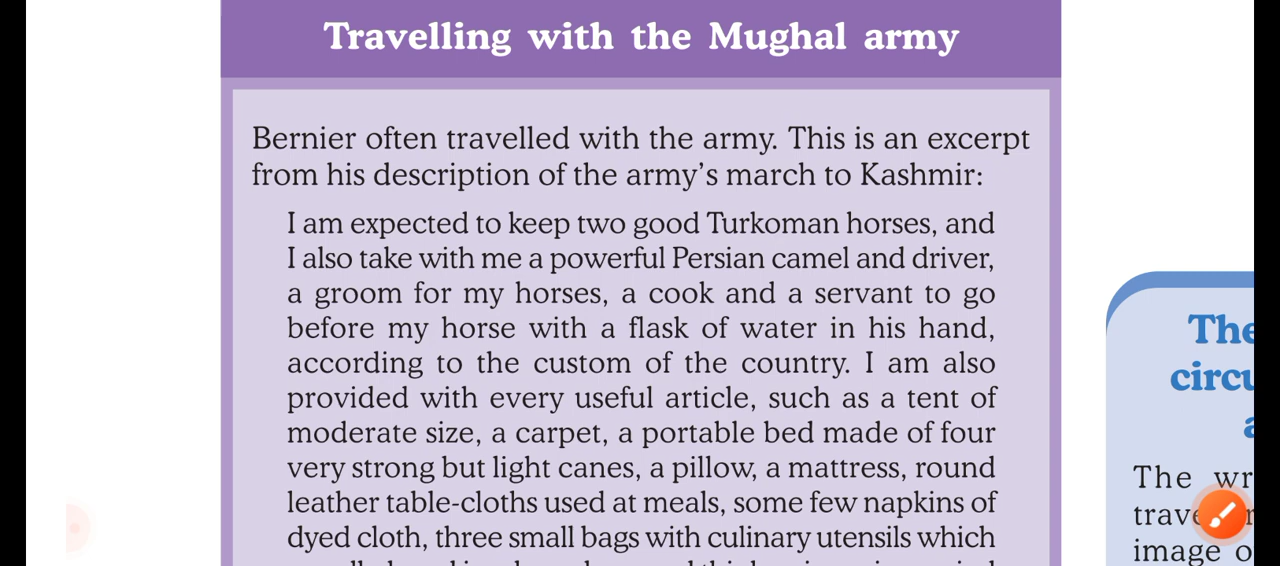 Travelling with the Mughal army
Bernier often travelled with the army. This is an excerpt
from his description of the army’s march to Kashmir:
I am expected to keep two good Turkoman horses, and
I also take with me a powerful Persian camel and driver,
a groom for my horses, a cook and a servant to go
before my horse with a flask of water in his hand,
according to the custom of the country. I am also
provided with every useful article, such as a tent of
moderate size, a carpet, a portable bed made of four
very strong but light canes, a pillow, a mattress, round
leather table-cloths used at meals, some few napkins of
dyed cloth, three small bags with culinary utensils which
The
circu
a
The wr
trave
image o